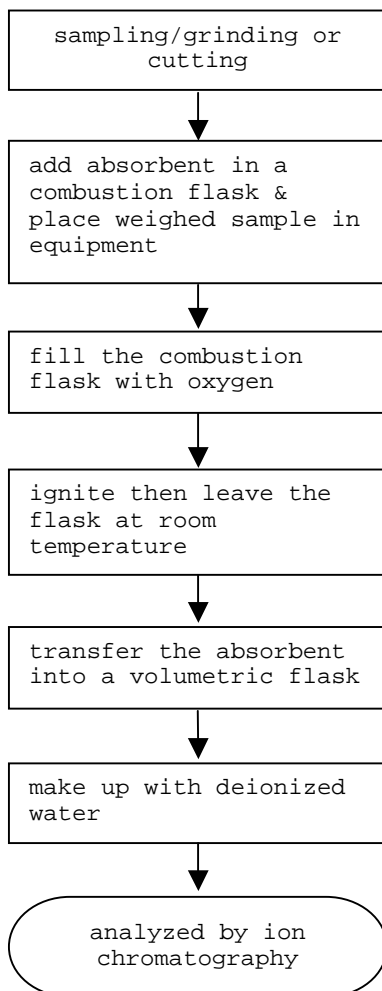 sampling/grinding or
cutting
add absorbent in a
combustion flask &
place weighed sample in
equipment
fill the combustion
flask with oxygen
ignite then leave the
flask at room
temperature
transfer the absorbent
into a volumetric flask
make up with deionized
water
analyzed by ion
chromatography